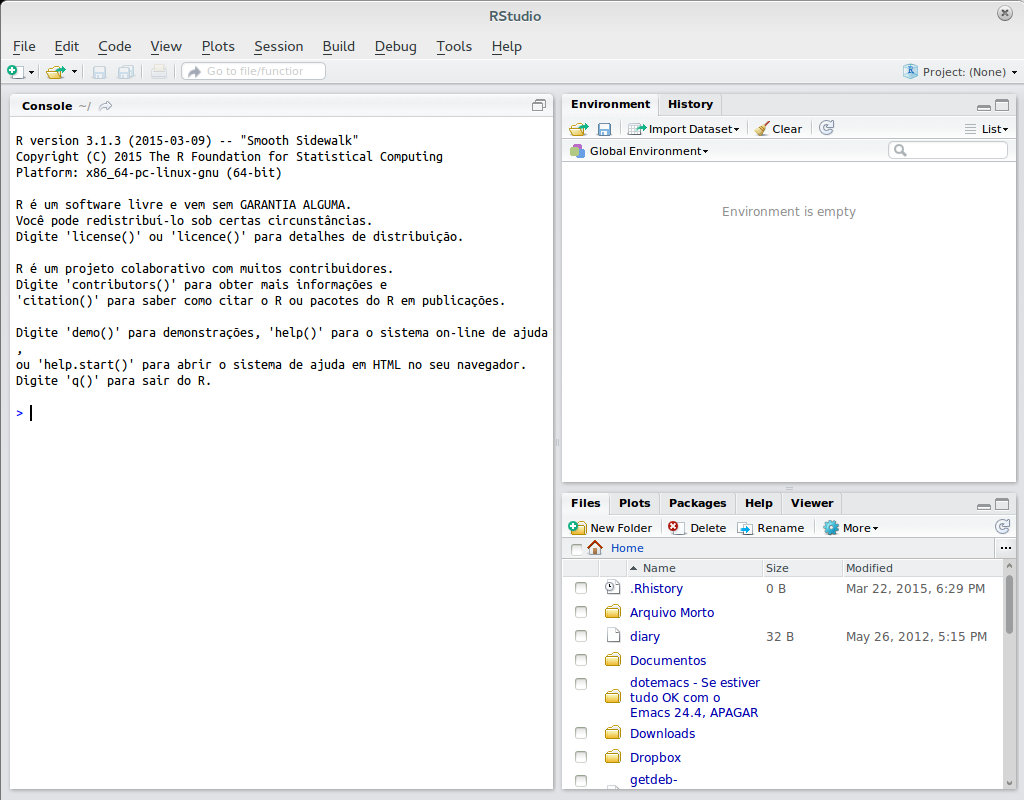 RStudio
File Edit Code View Plots Session Build Debug Tools Help
Go to file/function Project: (None)
Console ~/
R version 3.1.3 (2015-03-09) -- "Smooth Sidewalk"
Copyright (C) 2015 The R Foundation for Statistical Computing
Platform: x86_64-pc-linux-gnu (64-bit)
R é um software livre e vem sem GARANTIA ALGUMA.
Você pode redistribuí-lo sob certas circunstâncias.
Digite 'license()' ou 'licence()' para detalhes de distribuição.
R é um projeto colaborativo com muitos contribuidores.
Digite 'contributors()' para obter mais informações e
'citation()' para saber como citar o R ou pacotes do R em publicações.
Digite 'demo()' para demonstrações, 'help()' para o sistema on-line de ajuda
,
ou 'help.start()' para abrir o sistema de ajuda em HTML no seu navegador.
Digite 'q()' para sair do R.
>
Environment History
Import Dataset Clear List
Global Environment
Environment is empty
Files Plots Packages Help Viewer
New Folder Delete Rename More
Home ...
Name Size Modified
.Rhistory 0 B Mar 22, 2015, 6:29 PM
Arquivo Morto
diary 32 B May 26, 2012, 5:15 PM
Documentos
dotemacs - Se estiver
tudo OK com o
Emacs 24.4, APAGAR
Downloads
Dropbox
getdeb-